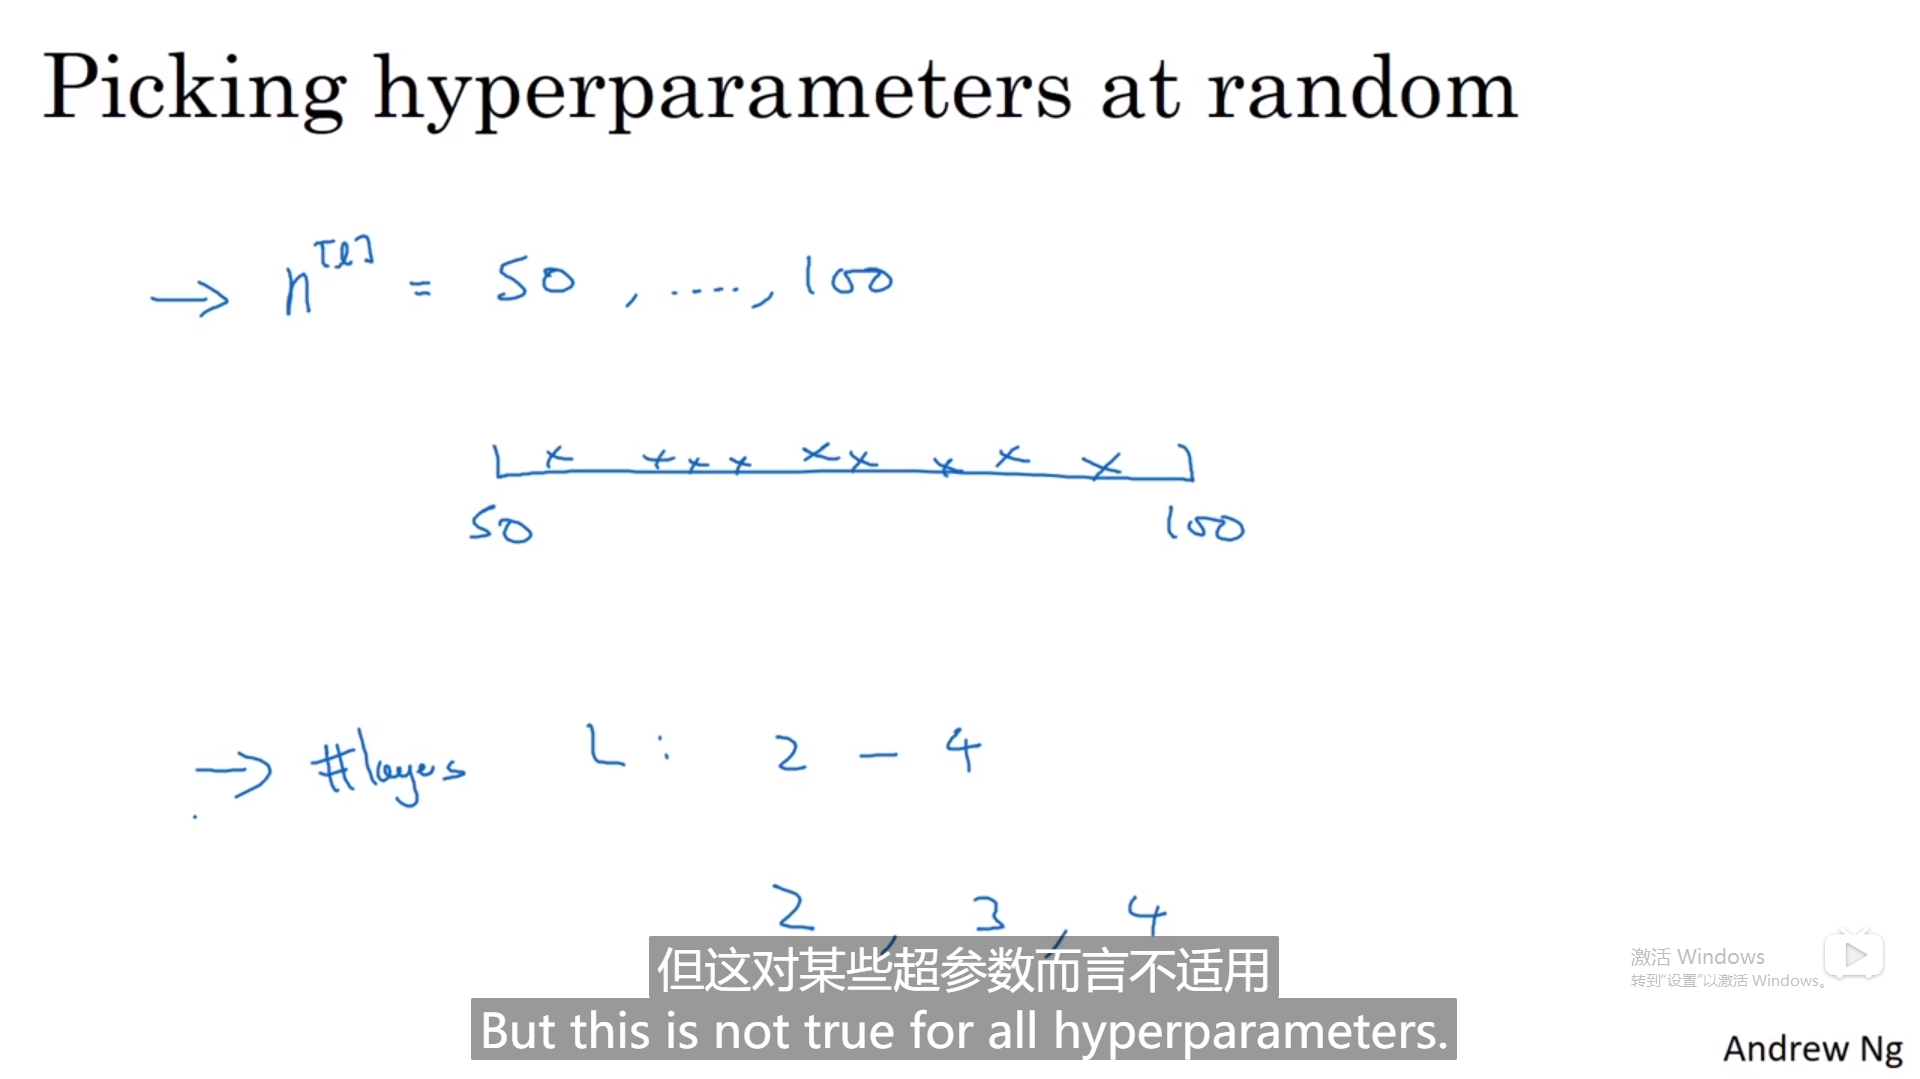 Picking hyperparameters at random
→ n^[l] = 50 , ...., 100
50 100
→ #layers L : 2 - 4
2 , 3 , 4
但这对某些超参数而言不适用
But this is not true for all hyperparameters.
激活 Windows
转到“设置”以激活 Windows。
Andrew Ng